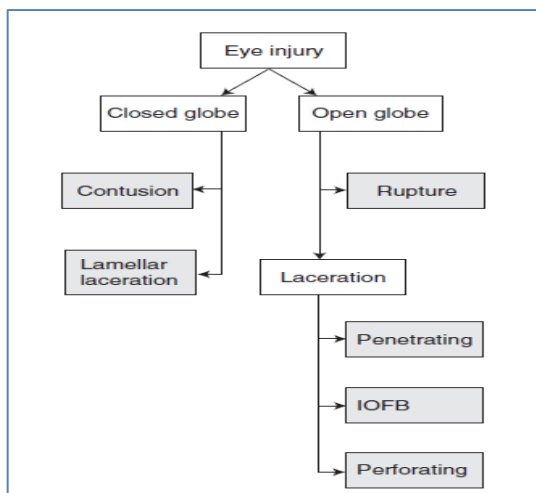 Eye injury
Closed globe
Open globe
Contusion
Rupture
Lamellar
laceration
Laceration
Penetrating
IOFB
Perforating